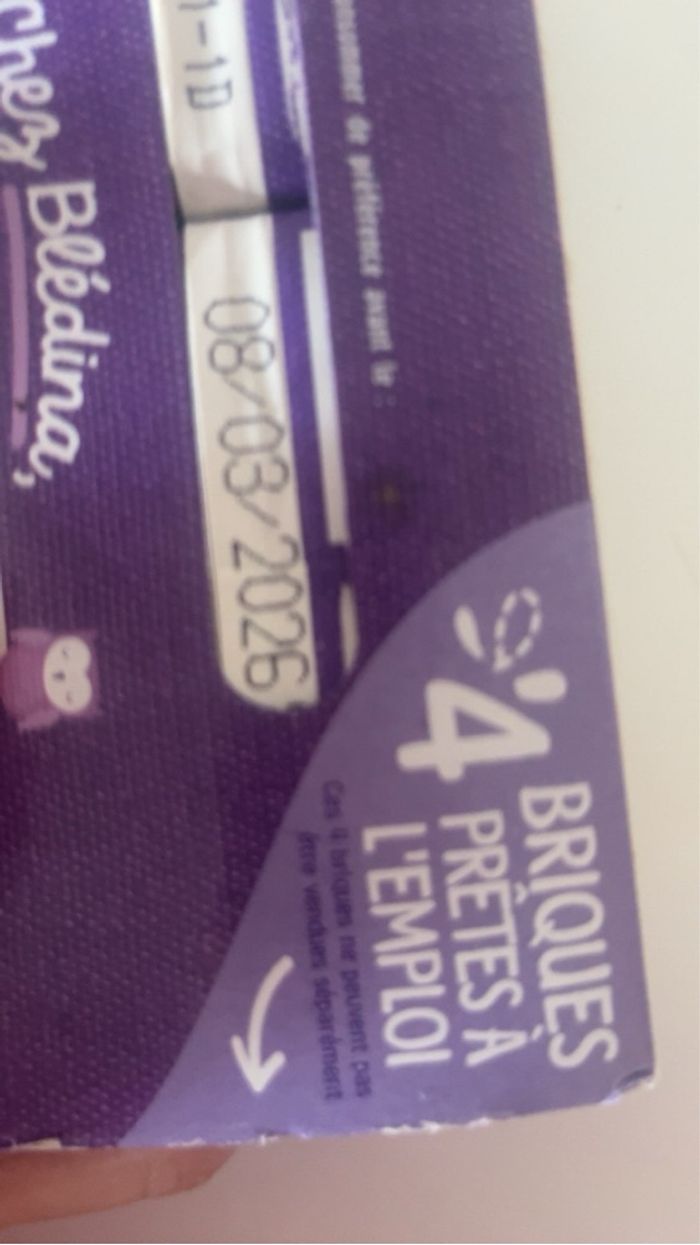 chez Blédina,
1-1D
08/03/2026
onsommer de préférence avant le :
4 BRIQUES
PRÊTES À
L'EMPLOI
Ces 4 briques ne peuvent pas
être vendues séparément